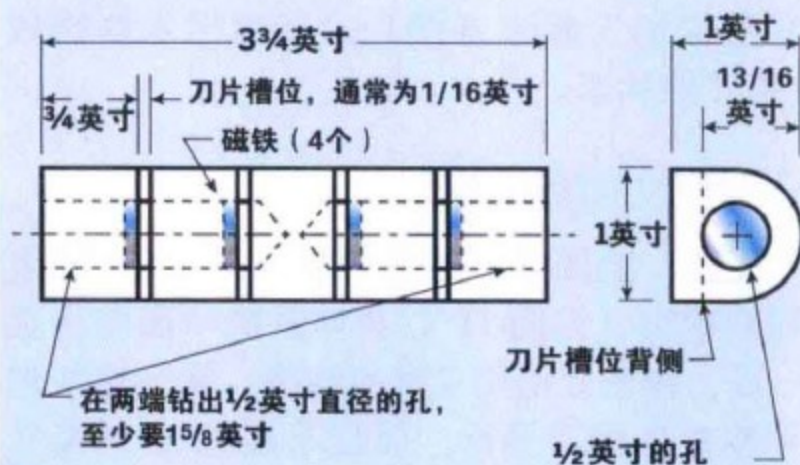 3¾英寸
1英寸
13/16
英寸
¾英寸
刀片槽位，通常为1/16英寸
磁铁（4个）
1英寸
刀片槽位背侧
在两端钻出½英寸直径的孔，
至少要1⅝英寸
½英寸的孔